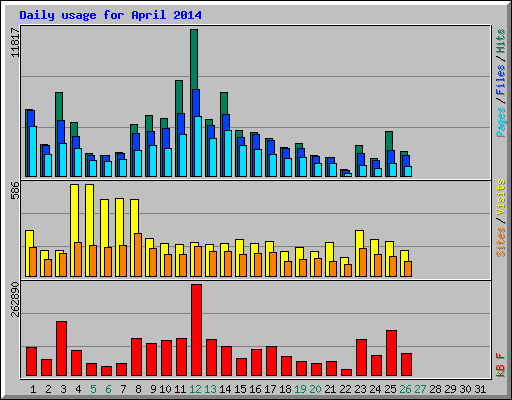 Daily usage for April 2014
11817
Pages / Files / Hits
586
Sites / Visits
262890
kB F
1 2 3 4 5 6 7 8 9 10 11 12 13 14 15 16 17 18 19 20 21 22 23 24 25 26 27 28 29 30 31